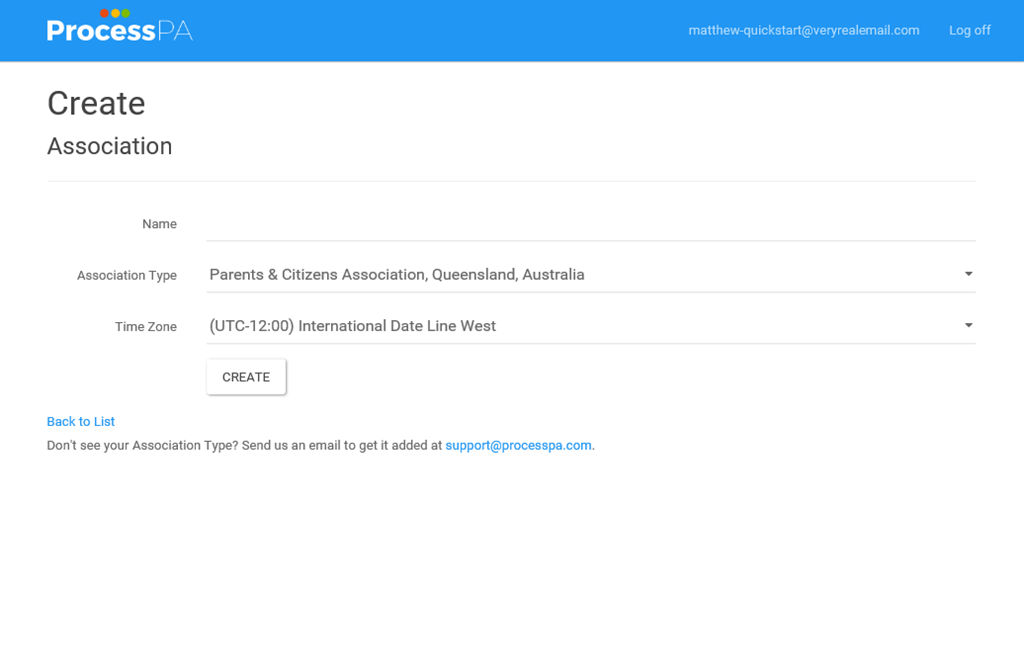 ProcessPA
matthew-quickstart@veryrealemail.com Log off
Create
Association
Name
Association Type Parents & Citizens Association, Queensland, Australia
Time Zone (UTC-12:00) International Date Line West
CREATE
Back to List
Don't see your Association Type? Send us an email to get it added at support@processpa.com.